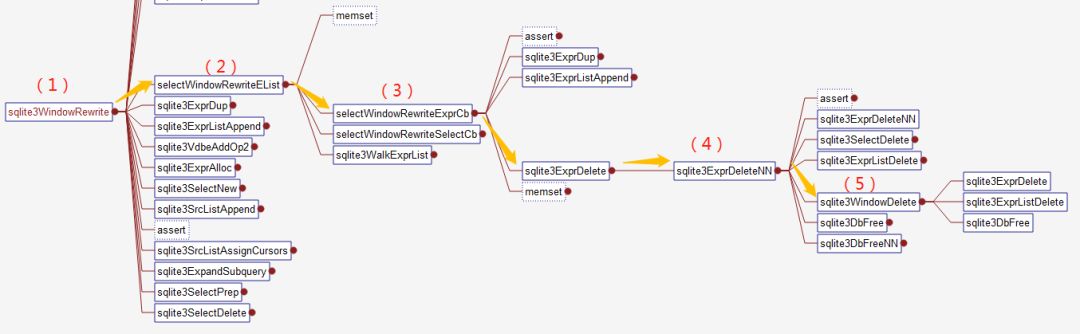 （1）
sqlite3WindowRewrite
（2）
selectWindowRewriteEList
sqlite3ExprDup
sqlite3ExprListAppend
sqlite3VdbeAddOp2
sqlite3ExprAlloc
sqlite3SelectNew
sqlite3SrcListAppend
assert
sqlite3SrcListAssignCursors
sqlite3ExpandSubquery
sqlite3SelectPrep
sqlite3SelectDelete
memset
（3）
selectWindowRewriteExprCb
selectWindowRewriteSelectCb
sqlite3WalkExprList
assert
sqlite3ExprDup
sqlite3ExprListAppend
sqlite3ExprDelete
memset
（4）
sqlite3ExprDeleteNN
assert
sqlite3ExprDeleteNN
sqlite3SelectDelete
sqlite3ExprListDelete
（5）
sqlite3WindowDelete
sqlite3DbFree
sqlite3DbFreeNN
sqlite3ExprDelete
sqlite3ExprListDelete
sqlite3DbFree